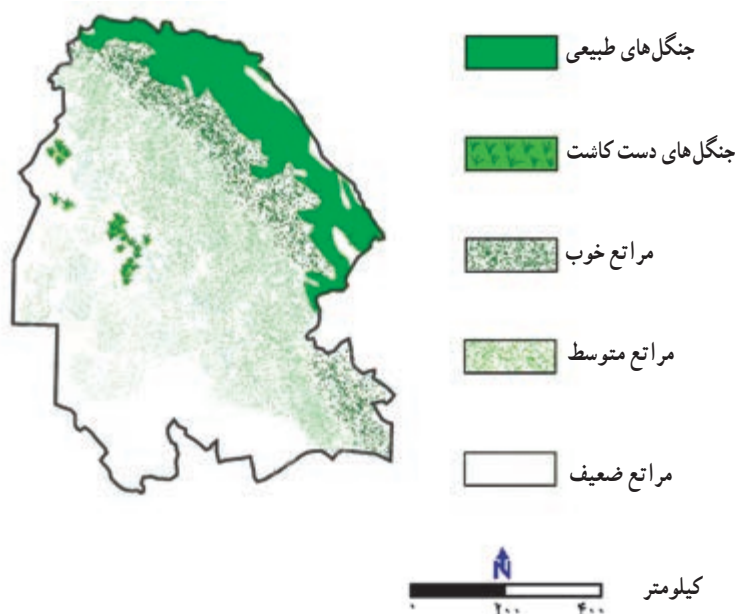 جنگل‌های طبیعی
جنگل‌های دست کاشت
مراتع خوب
مراتع متوسط
مراتع ضعیف
N
کیلومتر
۰ ۲۰۰ ۴۰۰